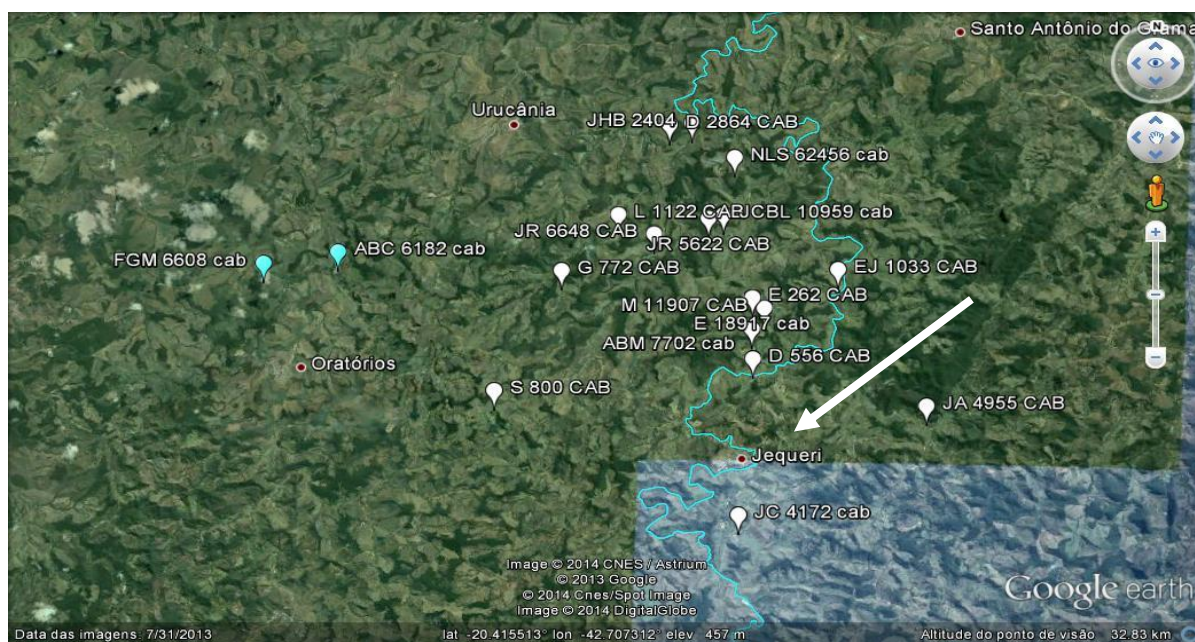 Santo Antônio do Grama
N
Urucânia
JHB 2404
D 2864 CAB
NLS 62456 cab
L 1122 CAB
JCBL 10959 cab
JR 6648 CAB
JR 5622 CAB
FGM 6608 cab
ABC 6182 cab
G 772 CAB
EJ 1033 CAB
E 262 CAB
M 11907 CAB
E 18917 cab
ABM 7702 cab
D 556 CAB
Oratórios
S 800 CAB
JA 4955 CAB
Jequeri
JC 4172 cab
Image © 2014 CNES / Astrium
© 2013 Google
© 2014 Cnes/Spot Image
Image © 2014 DigitalGlobe
Google earth
Data das imagens: 7/31/2013 lat -20.415513° lon -42.707312° elev 457 m Altitude do ponto de visão 32.83 km